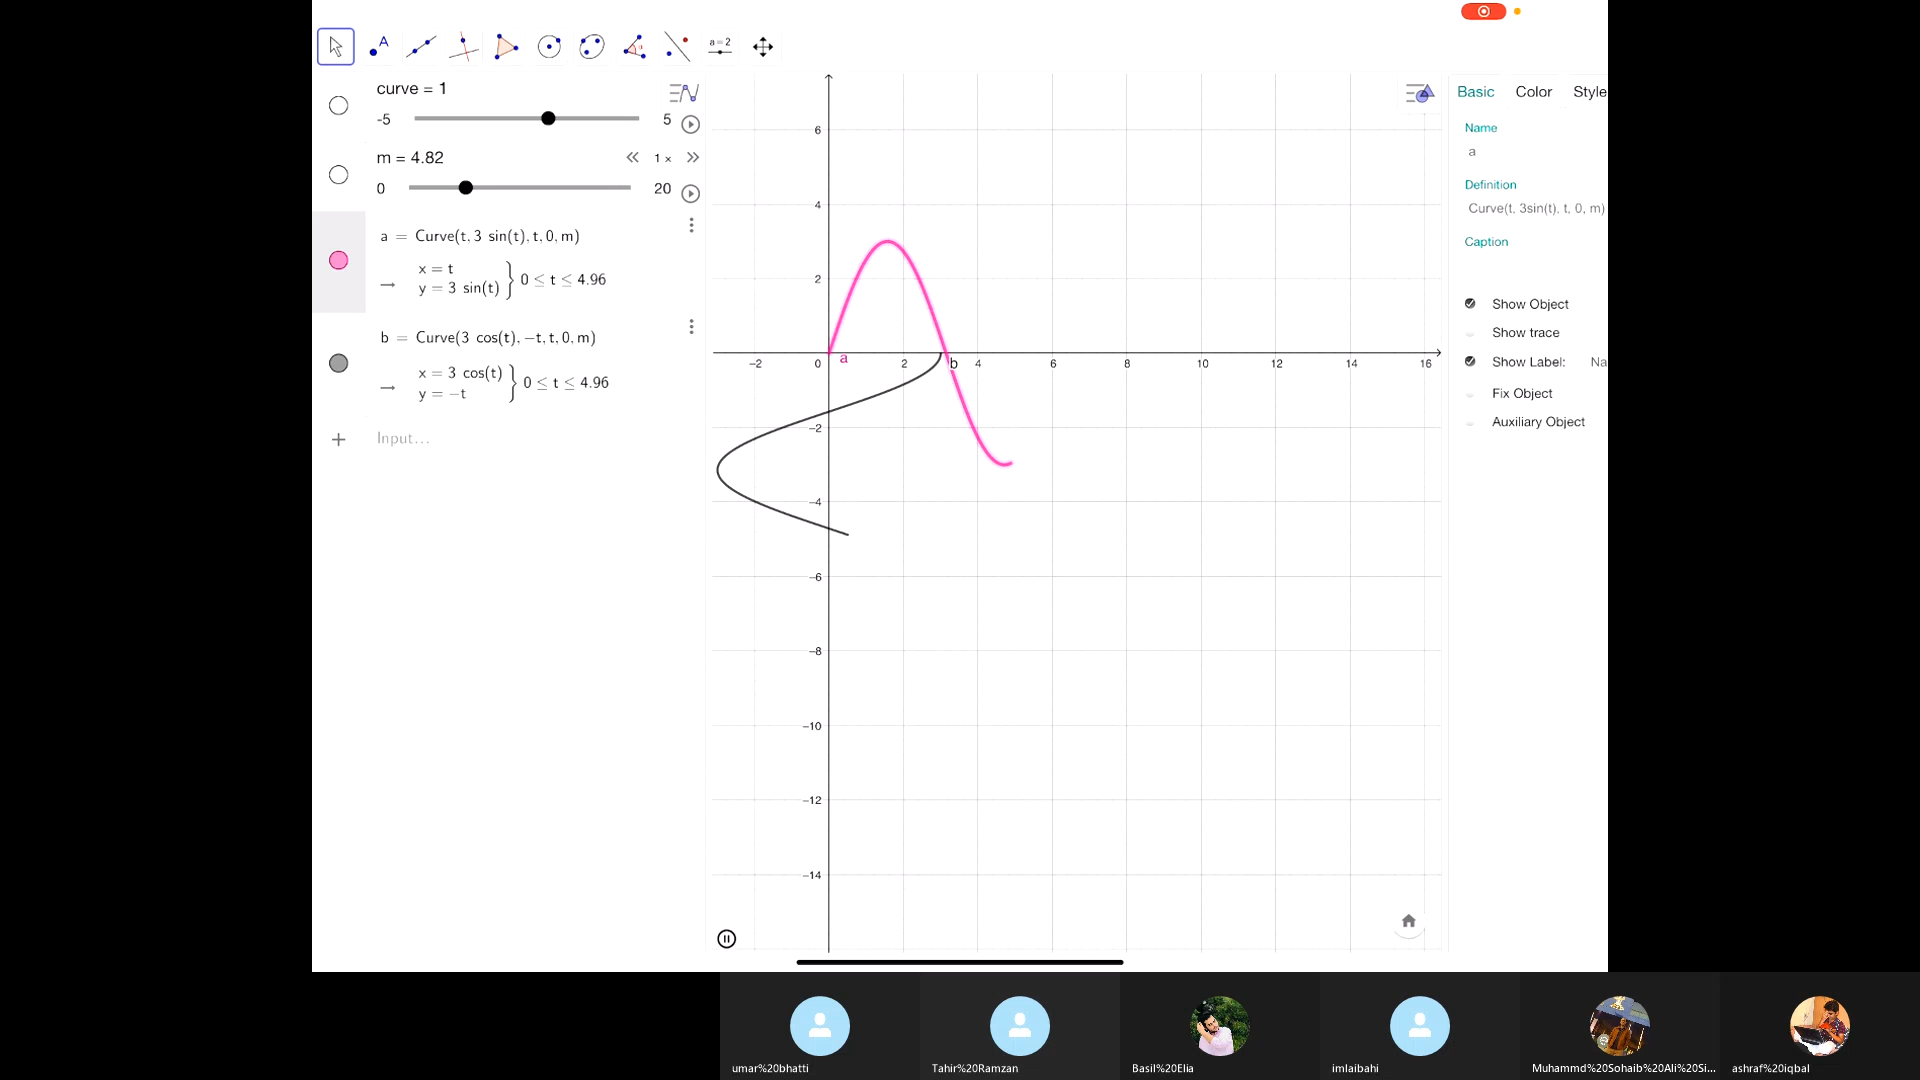 A
a=2
curve = 1
-5
5
m = 4.82
1 ×
0
20
a = Curve(t, 3 sin(t), t, 0, m)
→ x = t
y = 3 sin(t) } 0 ≤ t ≤ 4.96
b = Curve(3 cos(t), −t, t, 0, m)
→ x = 3 cos(t)
y = −t } 0 ≤ t ≤ 4.96
+ Input...
6
4
2
−2 0 2 4 6 8 10 12 14 16
a
b
−2
−4
−6
−8
−10
−12
−14
Basic Color Style
Name
a
Definition
Curve(t, 3sin(t), t, 0, m)
Caption
Show Object
Show trace
Show Label: Na
Fix Object
Auxiliary Object
umar%20bhatti
Tahir%20Ramzan
Basil%20Elia
imlaibahi
Muhammd%20Sohaib%20Ali%20Si...
ashraf%20iqbal